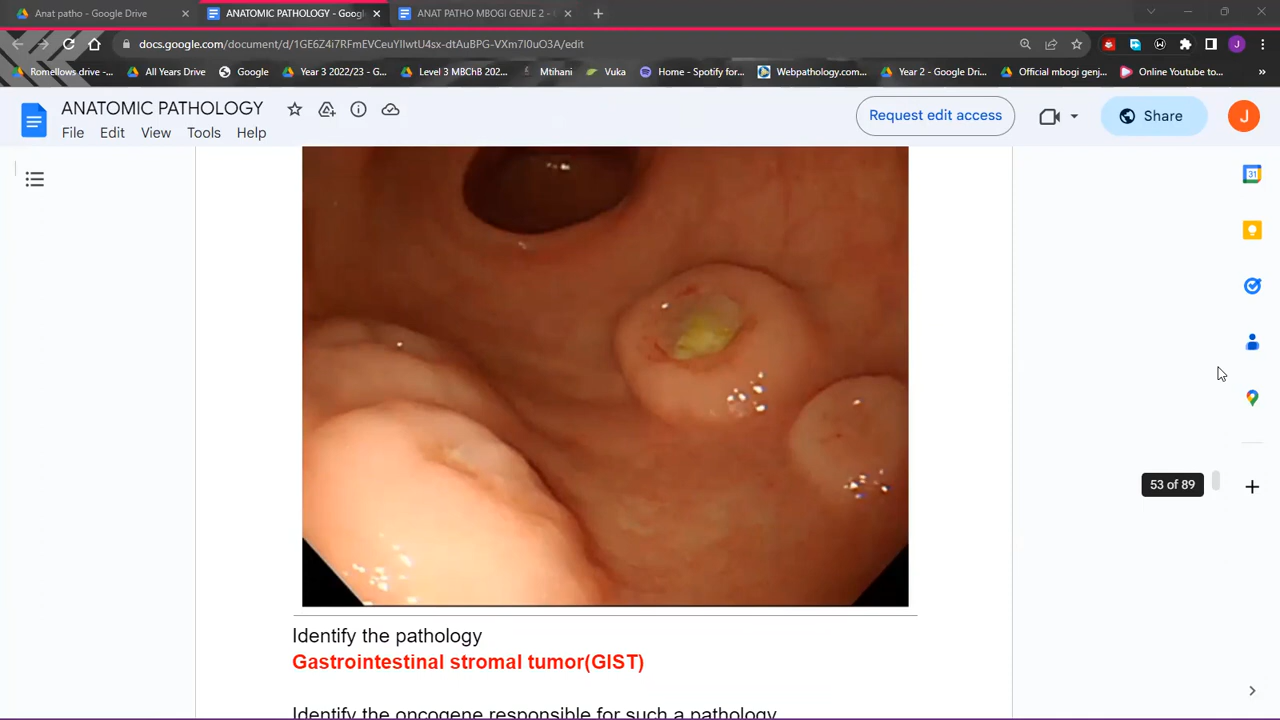 Anat patho - Google Drive
ANATOMIC PATHOLOGY - Goog
ANAT PATHO MBOGI GENJE 2 -
docs.google.com/document/d/1GE6Z4i7RFmEVCeuYIlwtU4sx-dtAuBPG-VXm7I0uO3A/edit
Romellows drive -...
All Years Drive
Google
Year 3 2022/23 - G...
Level 3 MBChB 202...
Mtihani
Vuka
Home - Spotify for...
Webpathology.com...
Year 2 - Google Dri...
Official mbogi genj...
Online Youtube to...
ANATOMIC PATHOLOGY
File Edit View Tools Help
Request edit access
Share
J
31
53 of 89
Identify the pathology
Gastrointestinal stromal tumor(GIST)
Identify the oncogene responsible for such a pathology